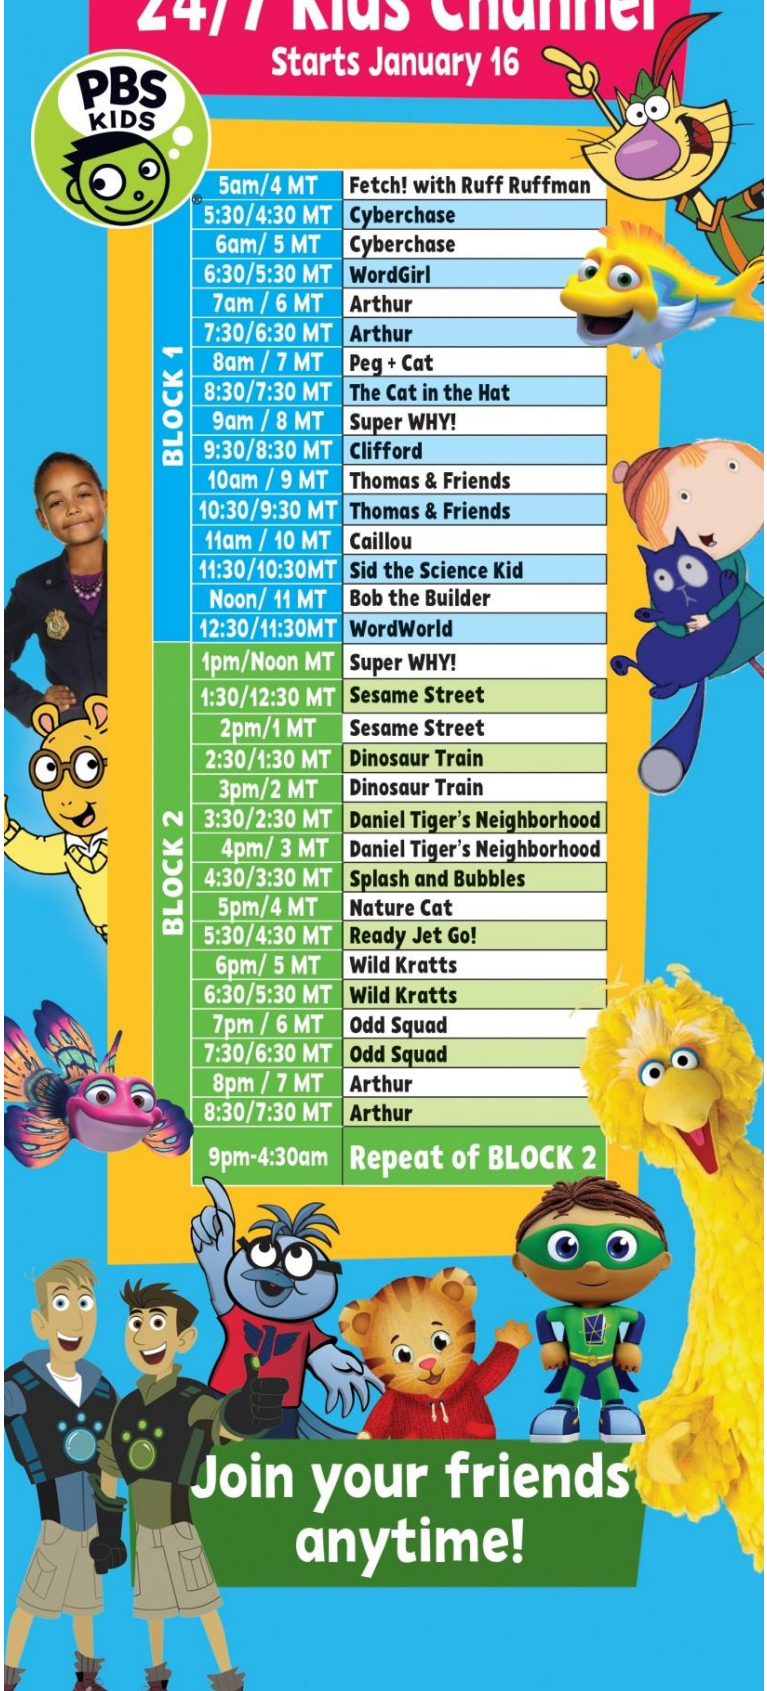 24/7 Kids Channel
Starts January 16
PBS
KIDS
®
BLOCK 1
5am/4 MT Fetch! with Ruff Ruffman
5:30/4:30 MT Cyberchase
6am/ 5 MT Cyberchase
6:30/5:30 MT WordGirl
7am / 6 MT Arthur
7:30/6:30 MT Arthur
8am / 7 MT Peg + Cat
8:30/7:30 MT The Cat in the Hat
9am / 8 MT Super WHY!
9:30/8:30 MT Clifford
10am / 9 MT Thomas & Friends
10:30/9:30 MT Thomas & Friends
11am / 10 MT Caillou
11:30/10:30MT Sid the Science Kid
Noon/ 11 MT Bob the Builder
12:30/11:30MT WordWorld
BLOCK 2
1pm/Noon MT Super WHY!
1:30/12:30 MT Sesame Street
2pm/1 MT Sesame Street
2:30/1:30 MT Dinosaur Train
3pm/2 MT Dinosaur Train
3:30/2:30 MT Daniel Tiger's Neighborhood
4pm/ 3 MT Daniel Tiger's Neighborhood
4:30/3:30 MT Splash and Bubbles
5pm/4 MT Nature Cat
5:30/4:30 MT Ready Jet Go!
6pm/ 5 MT Wild Kratts
6:30/5:30 MT Wild Kratts
7pm / 6 MT Odd Squad
7:30/6:30 MT Odd Squad
8pm / 7 MT Arthur
8:30/7:30 MT Arthur
9pm-4:30am Repeat of BLOCK 2
Join your friends
anytime!